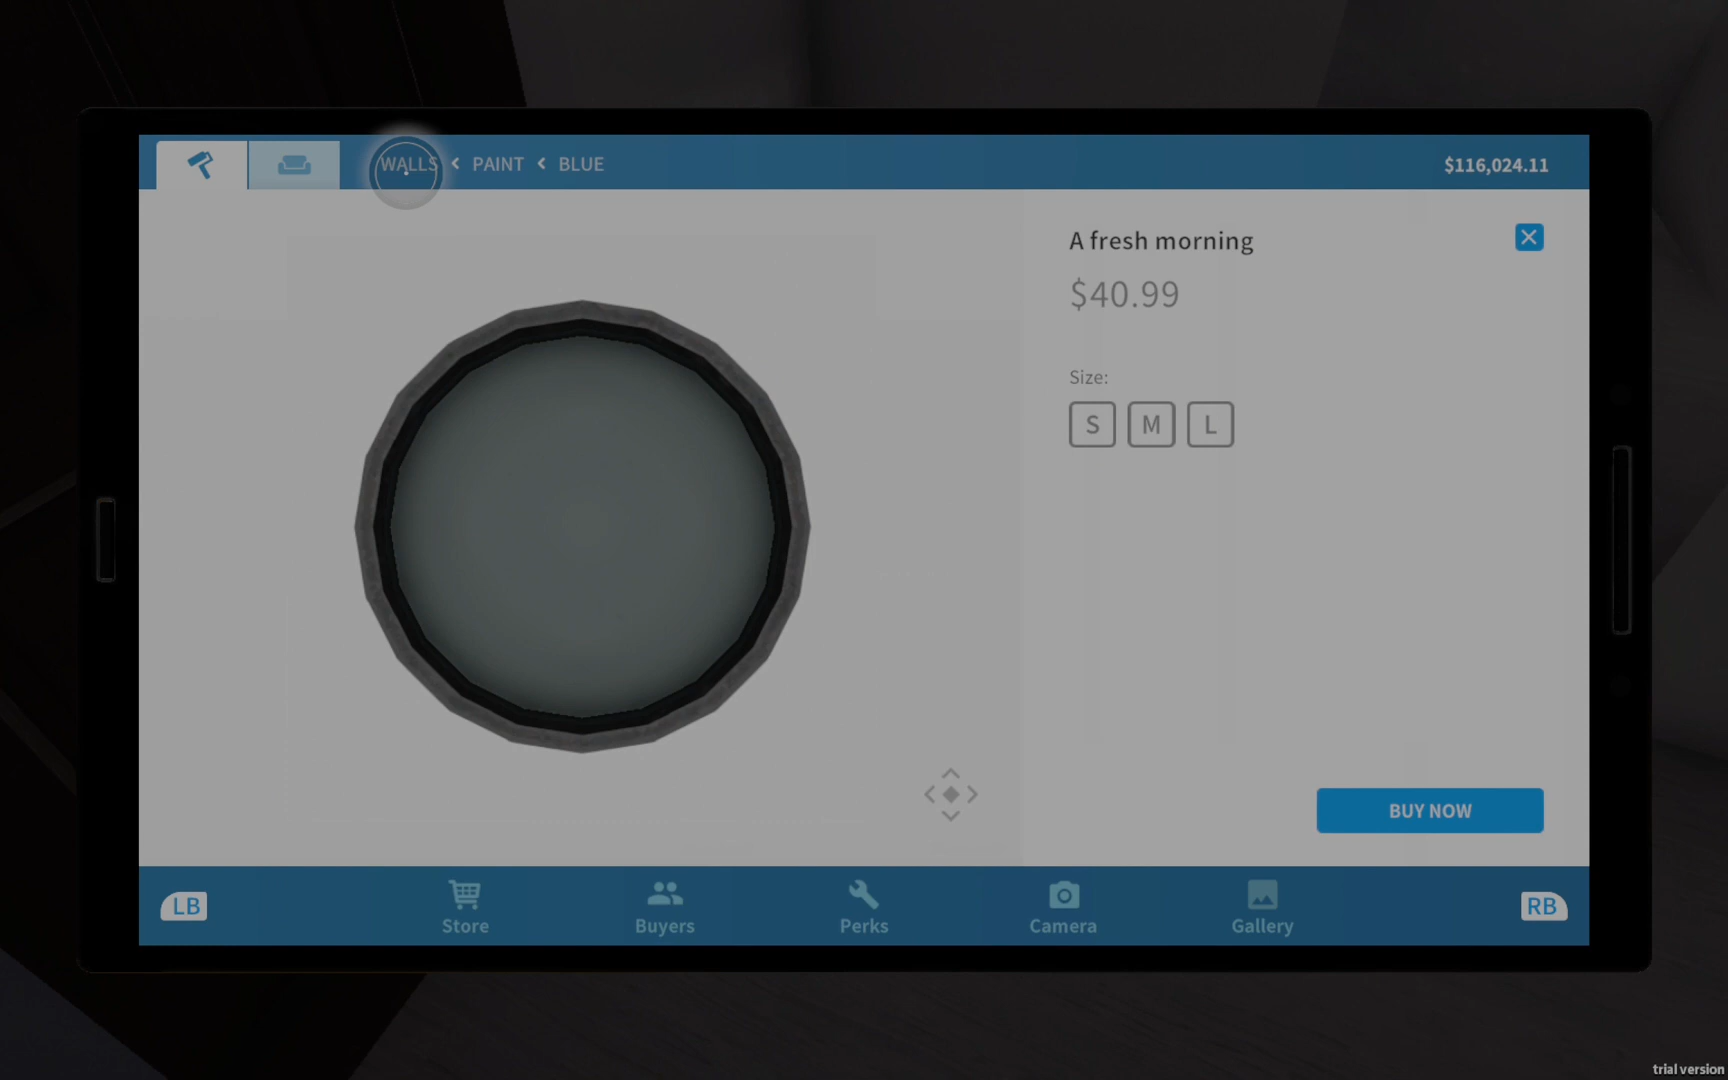 WALLS < PAINT < BLUE
$116,024.11
A fresh morning
$40.99
Size:
S M L
BUY NOW
LB
Store
Buyers
Perks
Camera
Gallery
RB
trial version